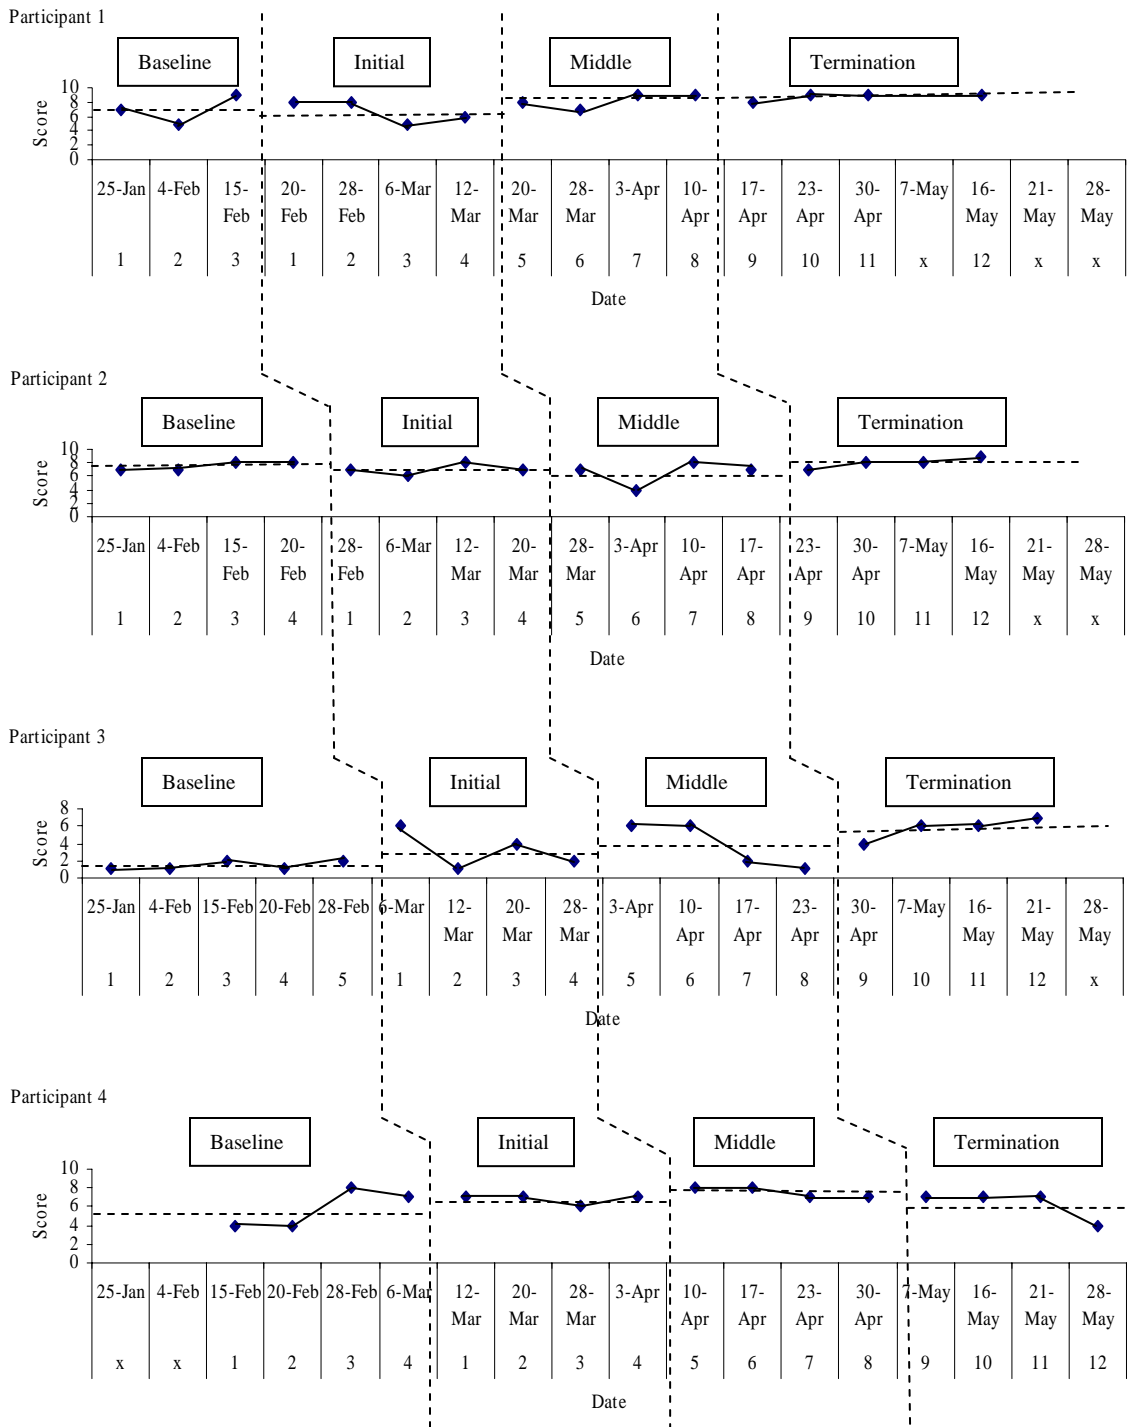 Participant 1
Baseline Initial Middle Termination
Score
10
8
6
4
2
0
25-Jan 4-Feb 15- 20- 28- 6-Mar 12- 20- 28- 3-Apr 10- 17- 23- 30- 7-May 16- 21- 28-
Feb Feb Feb Mar Mar Mar Apr Apr Apr Apr May May May
1 2 3 1 2 3 4 5 6 7 8 9 10 11 x 12 x x
Date
Participant 2
Baseline Initial Middle Termination
Score
10
8
6
4
2
0
25-Jan 4-Feb 15- 20- 28- 6-Mar 12- 20- 28- 3-Apr 10- 17- 23- 30- 7-May 16- 21- 28-
Feb Feb Feb Mar Mar Mar Apr Apr Apr Apr May May May
1 2 3 4 1 2 3 4 5 6 7 8 9 10 11 12 x x
Date
Participant 3
Baseline Initial Middle Termination
Score
8
6
4
2
0
25-Jan 4-Feb 15-Feb 20-Feb 28-Feb 6-Mar 12- 20- 28- 3-Apr 10- 17- 23- 30- 7-May 16- 21- 28-
Mar Mar Mar Apr Apr Apr Apr May May May
1 2 3 4 5 1 2 3 4 5 6 7 8 9 10 11 12 x
Date
Participant 4
Baseline Initial Middle Termination
Score
10
8
6
4
2
0
25-Jan 4-Feb 15-Feb 20-Feb 28-Feb 6-Mar 12- 20- 28- 3-Apr 10- 17- 23- 30- 7-May 16- 21- 28-
Mar Mar Mar Apr Apr Apr Apr May May May
x x 1 2 3 4 1 2 3 4 5 6 7 8 9 10 11 12
Date